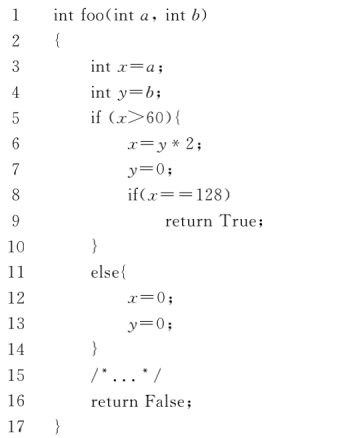 1 int foo(int a, int b)
2 {
3 int x=a;
4 int y=b;
5 if (x>60){
6 x=y * 2;
7 y=0;
8 if(x==128)
9 return True;
10 }
11 else{
12 x=0;
13 y=0;
14 }
15 /*...*/
16 return False;
17 }